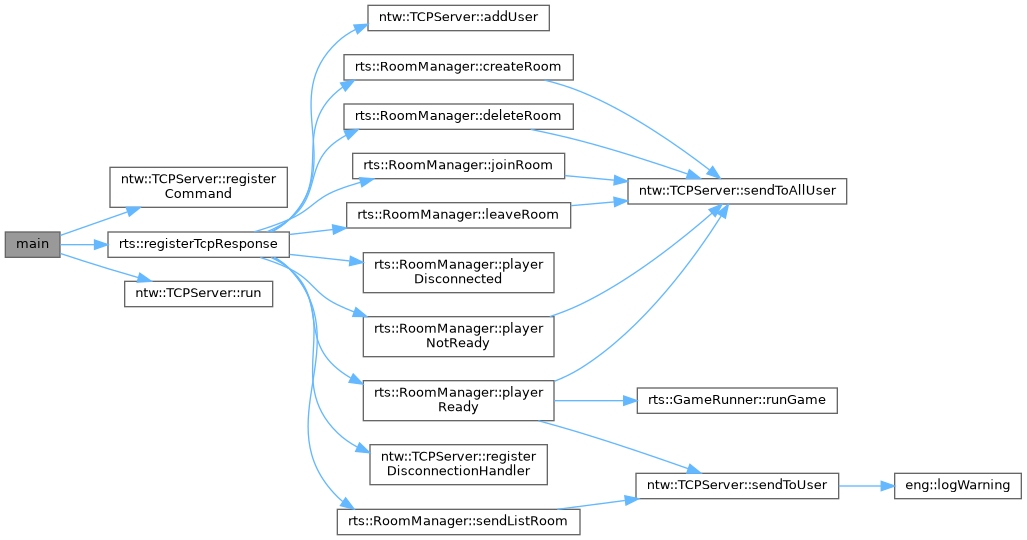 ntw::TCPServer::addUser
rts::RoomManager::createRoom
rts::RoomManager::deleteRoom
rts::RoomManager::joinRoom
ntw::TCPServer::register
Command
ntw::TCPServer::sendToAllUser
rts::RoomManager::leaveRoom
main
rts::registerTcpResponse
rts::RoomManager::player
Disconnected
ntw::TCPServer::run
rts::RoomManager::player
NotReady
rts::RoomManager::player
Ready
rts::GameRunner::runGame
ntw::TCPServer::register
DisconnectionHandler
ntw::TCPServer::sendToUser
eng::logWarning
rts::RoomManager::sendListRoom